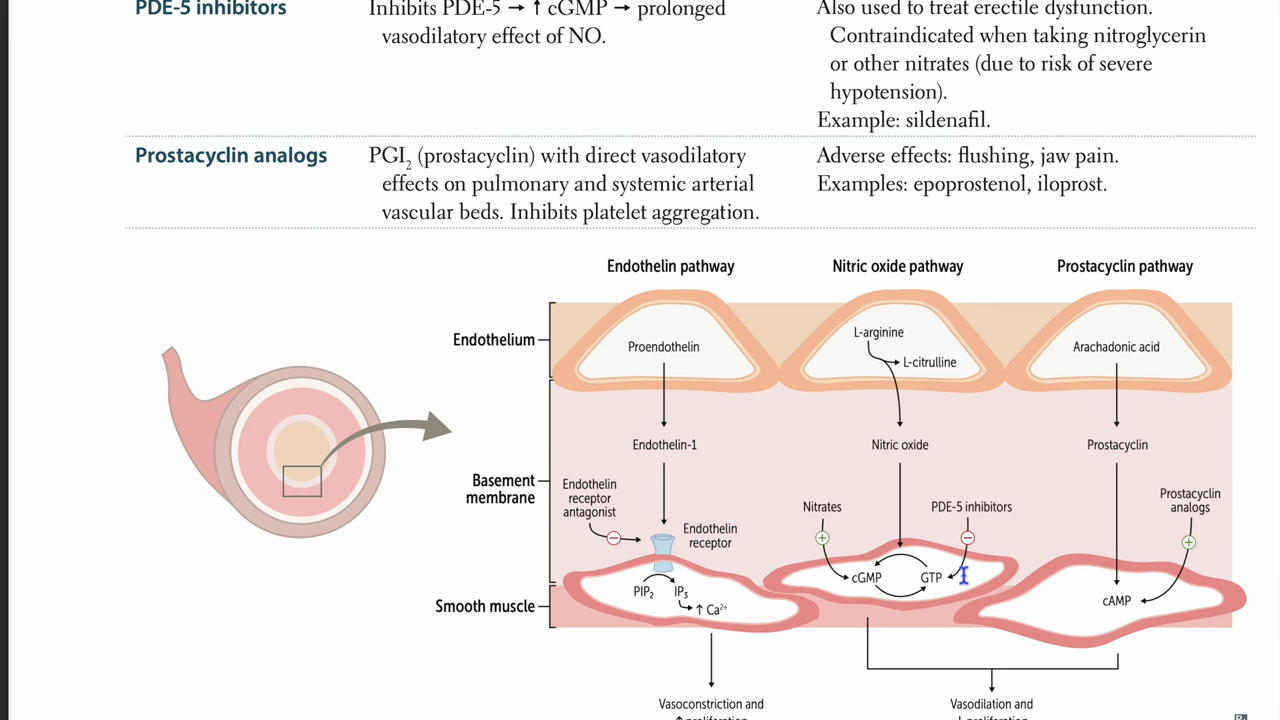 PDE-5 inhibitors
Inhibits PDE-5 → ↑ cGMP → prolonged
vasodilatory effect of NO.
Also used to treat erectile dysfunction.
Contraindicated when taking nitroglycerin
or other nitrates (due to risk of severe
hypotension).
Example: sildenafil.
Prostacyclin analogs
PGI₂ (prostacyclin) with direct vasodilatory
effects on pulmonary and systemic arterial
vascular beds. Inhibits platelet aggregation.
Adverse effects: flushing, jaw pain.
Examples: epoprostenol, iloprost.
Endothelin pathway
Nitric oxide pathway
Prostacyclin pathway
Endothelium
Proendothelin
L-arginine
L-citrulline
Arachadonic acid
Endothelin-1
Nitric oxide
Prostacyclin
Basement
membrane
Endothelin
receptor
antagonist
Endothelin
receptor
Nitrates
PDE-5 inhibitors
Prostacyclin
analogs
Smooth muscle
PIP₂
IP₃
↑ Ca²⁺
cGMP
GTP
cAMP
Vasoconstriction and
↑ proliferation
Vasodilation and
↓ proliferation